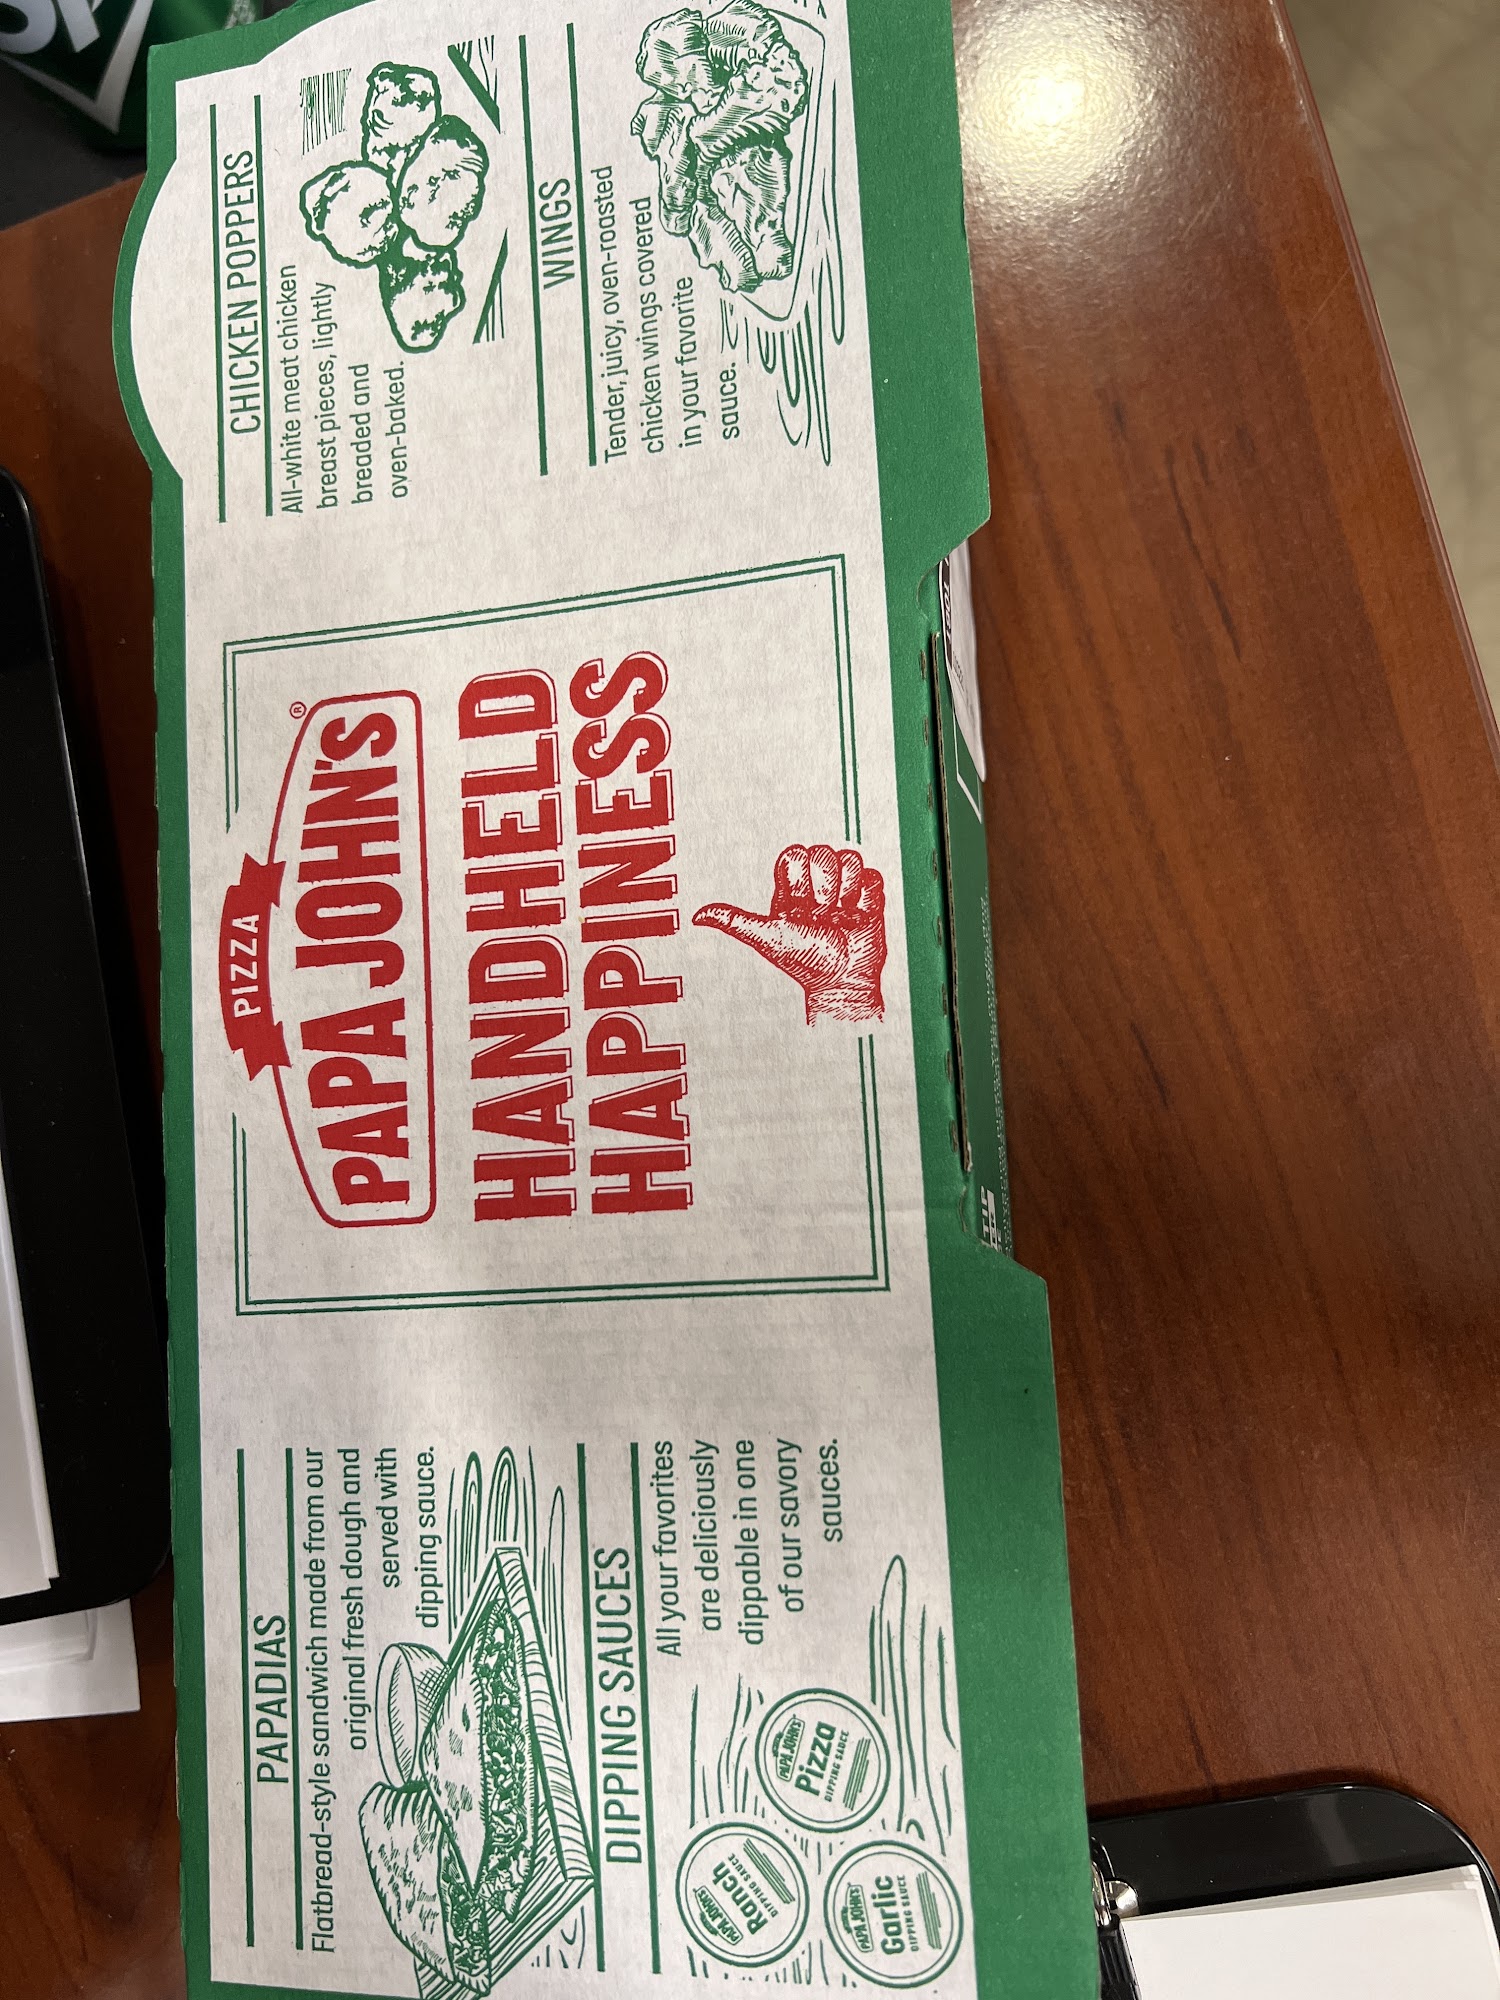 PAPADIAS
Flatbread-style sandwich made from our
original fresh dough and
served with
dipping sauce.
DIPPING SAUCES
All your favorites
are deliciously
dippable in one
of our savory
sauces.
PAPA JOHN'S
Ranch
DIPPING SAUCE
PAPA JOHN'S
Pizza
DIPPING SAUCE
PAPA JOHN'S
Garlic
DIPPING SAUCE
PIZZA
PAPA JOHN'S®
HANDHELD
HAPPINESS
CHICKEN POPPERS
All-white meat chicken
breast pieces, lightly
breaded and
oven-baked.
WINGS
Tender, juicy, oven-roasted
chicken wings covered
in your favorite
sauce.